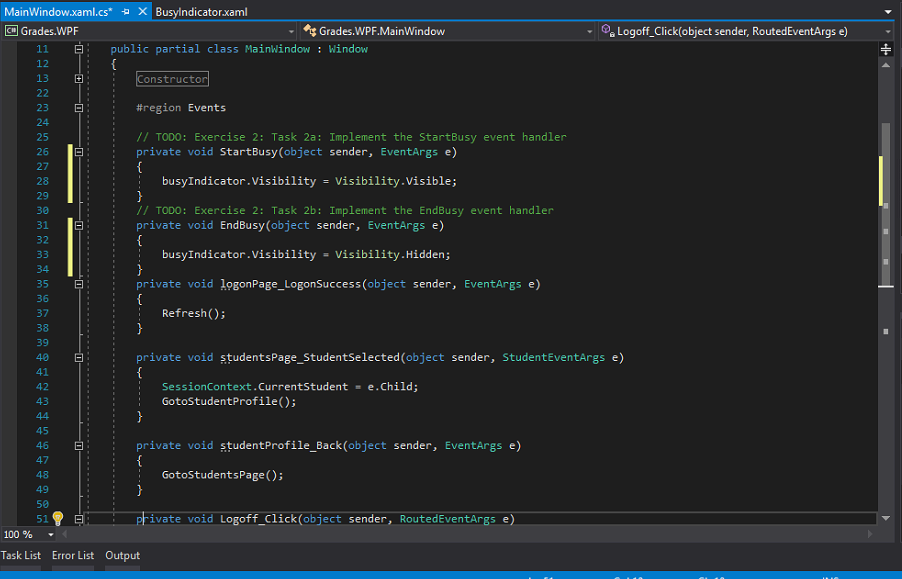 MainWindow.xaml.cs* BusyIndicator.xaml
Grades.WPF Grades.WPF.MainWindow Logoff_Click(object sender, RoutedEventArgs e)
11 public partial class MainWindow : Window
12 {
13 Constructor
22
23 #region Events
24
25 // TODO: Exercise 2: Task 2a: Implement the StartBusy event handler
26 private void StartBusy(object sender, EventArgs e)
27 {
28 busyIndicator.Visibility = Visibility.Visible;
29 }
30 // TODO: Exercise 2: Task 2b: Implement the EndBusy event handler
31 private void EndBusy(object sender, EventArgs e)
32 {
33 busyIndicator.Visibility = Visibility.Hidden;
34 }
35 private void logonPage_LogonSuccess(object sender, EventArgs e)
36 {
37 Refresh();
38 }
39
40 private void studentsPage_StudentSelected(object sender, StudentEventArgs e)
41 {
42 SessionContext.CurrentStudent = e.Child;
43 GotoStudentProfile();
44 }
45
46 private void studentProfile_Back(object sender, EventArgs e)
47 {
48 GotoStudentsPage();
49 }
50
51 private void Logoff_Click(object sender, RoutedEventArgs e)
100 %
Task List Error List Output